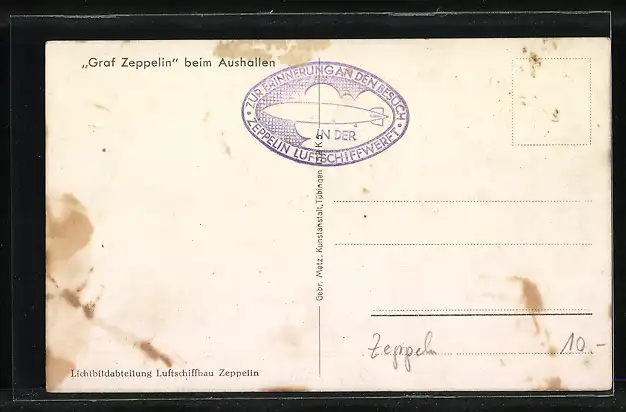 „Graf Zeppelin" beim Aushallen
ZUR ERINNERUNG AN DEN BESUCH
IN DER
ZEPPELIN LUFTSCHIFFWERFT
Gebr. Metz, Kunstanstalt, Tübingen
Zeppelin 10.-
Lichtbildabteilung Luftschiffbau Zeppelin